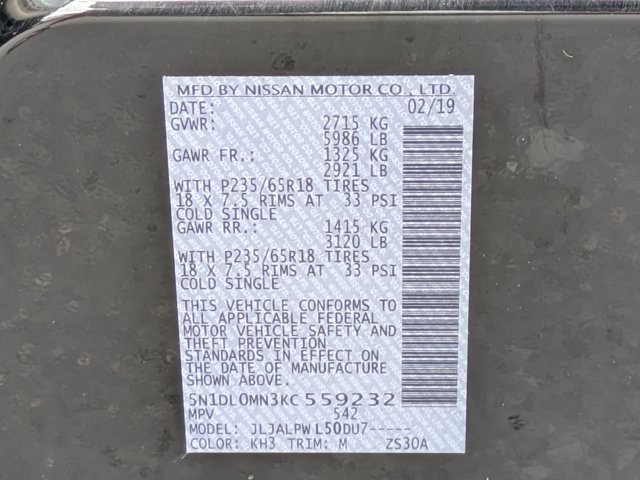 MFD BY NISSAN MOTOR CO., LTD
DATE: 02/19
GVWR: 2715 KG
5986 LB
GAWR FR.: 1325 KG
2921 LB
WITH P235/65R18 TIRES
18 X 7.5 RIMS AT 33 PSI
COLD SINGLE
GAWR RR.: 1415 KG
3120 LB
WITH P235/65R18 TIRES
18 X 7.5 RIMS AT 33 PSI
COLD SINGLE
THIS VEHICLE CONFORMS TO
ALL APPLICABLE FEDERAL
MOTOR VEHICLE SAFETY AND
THEFT PREVENTION
STANDARDS IN EFFECT ON
THE DATE OF MANUFACTURE
SHOWN ABOVE.
5N1DL0MN3KC559232
MPV 542
MODEL: JLJALPWL50DU7-----
COLOR: KH3 TRIM: M ZS30A